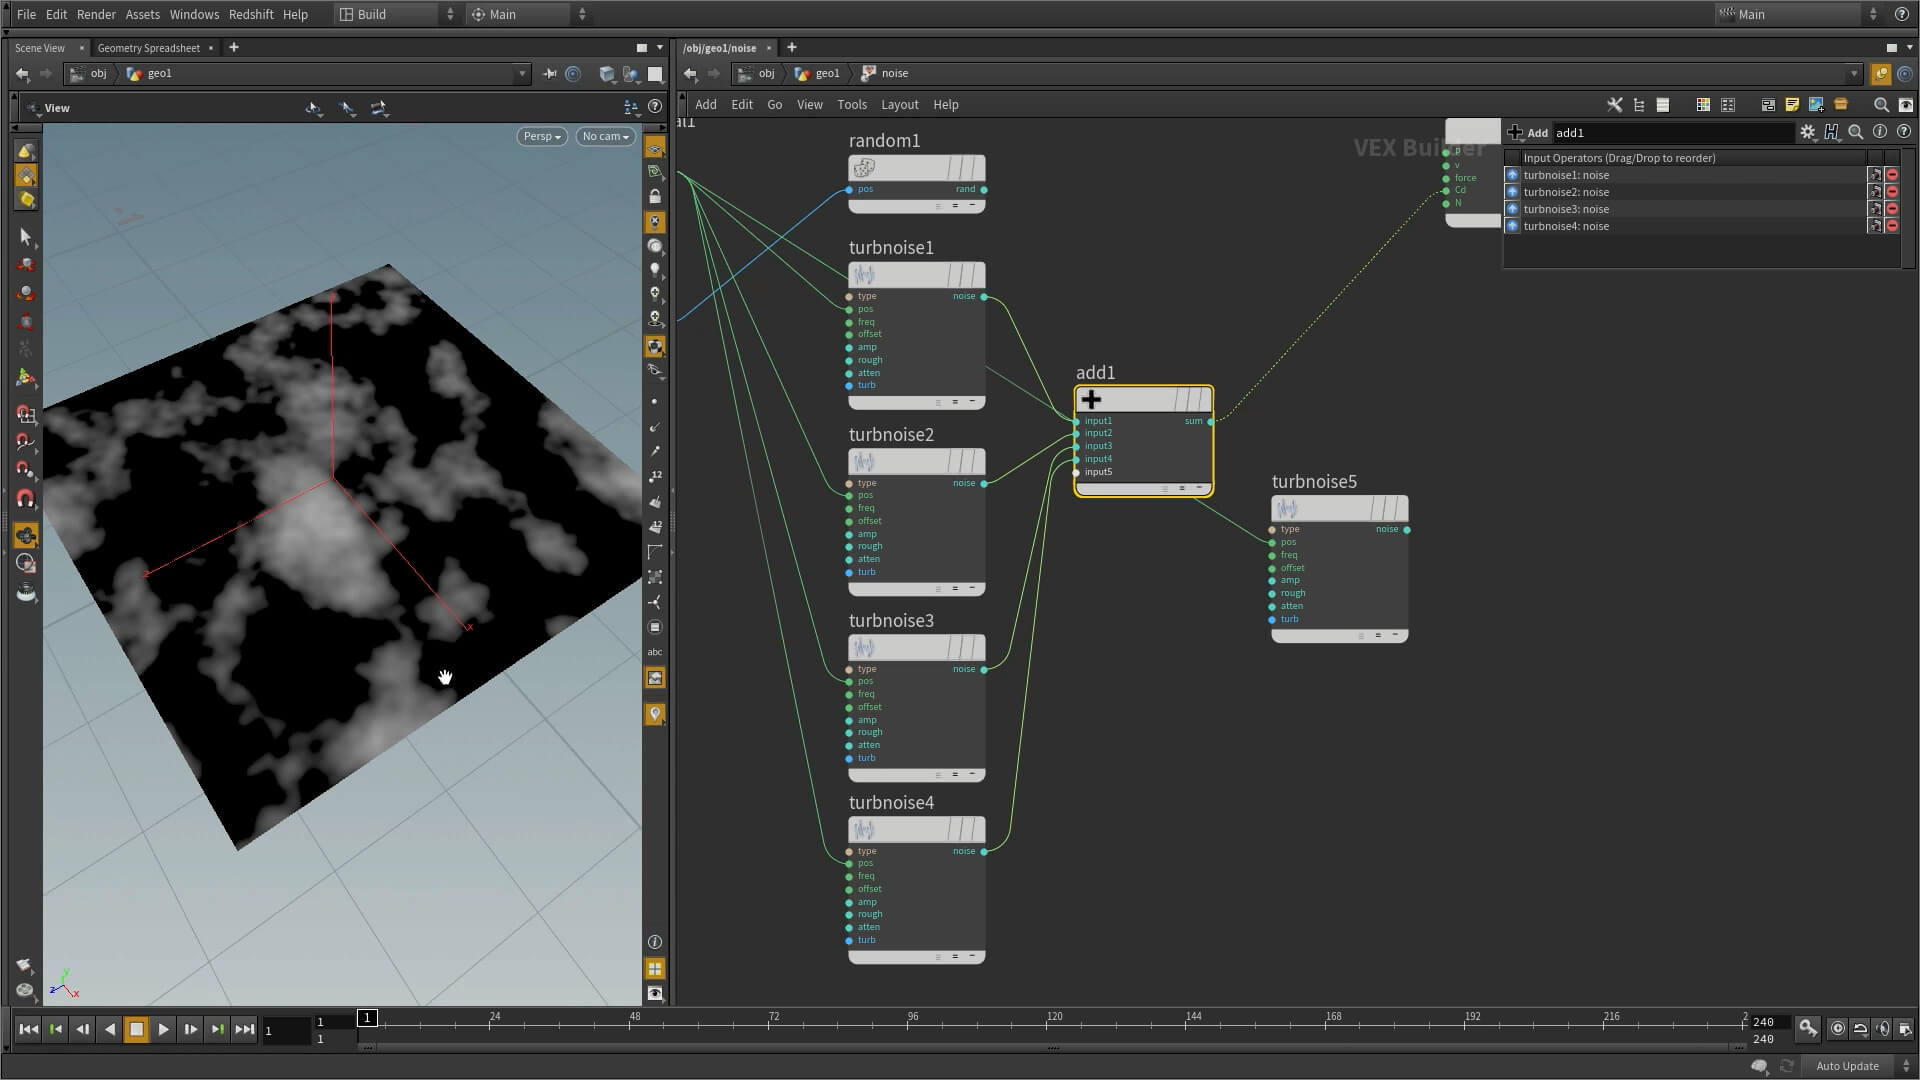 File Edit Render Assets Windows Redshift Help Build Main Main
Scene View Geometry Spreadsheet
obj geo1
View
Persp No cam
12
12
abc
z
x
y
z x
/obj/geo1/noise
obj geo1 noise
Add Edit Go View Tools Layout Help
VEX Builder
random1
pos rand
turbnoise1
type noise
pos
freq
offset
amp
rough
atten
turb
turbnoise2
type noise
pos
freq
offset
amp
rough
atten
turb
turbnoise3
type noise
pos
freq
offset
amp
rough
atten
turb
turbnoise4
type noise
pos
freq
offset
amp
rough
atten
turb
add1
input1 sum
input2
input3
input4
input5
turbnoise5
type noise
pos
freq
offset
amp
rough
atten
turb
P
v
force
Cd
N
Add add1
Input Operators (Drag/Drop to reorder)
turbnoise1: noise
turbnoise2: noise
turbnoise3: noise
turbnoise4: noise
1 1 1 24 48 72 96 120 144 168 192 216 2 240
1 240
Auto Update